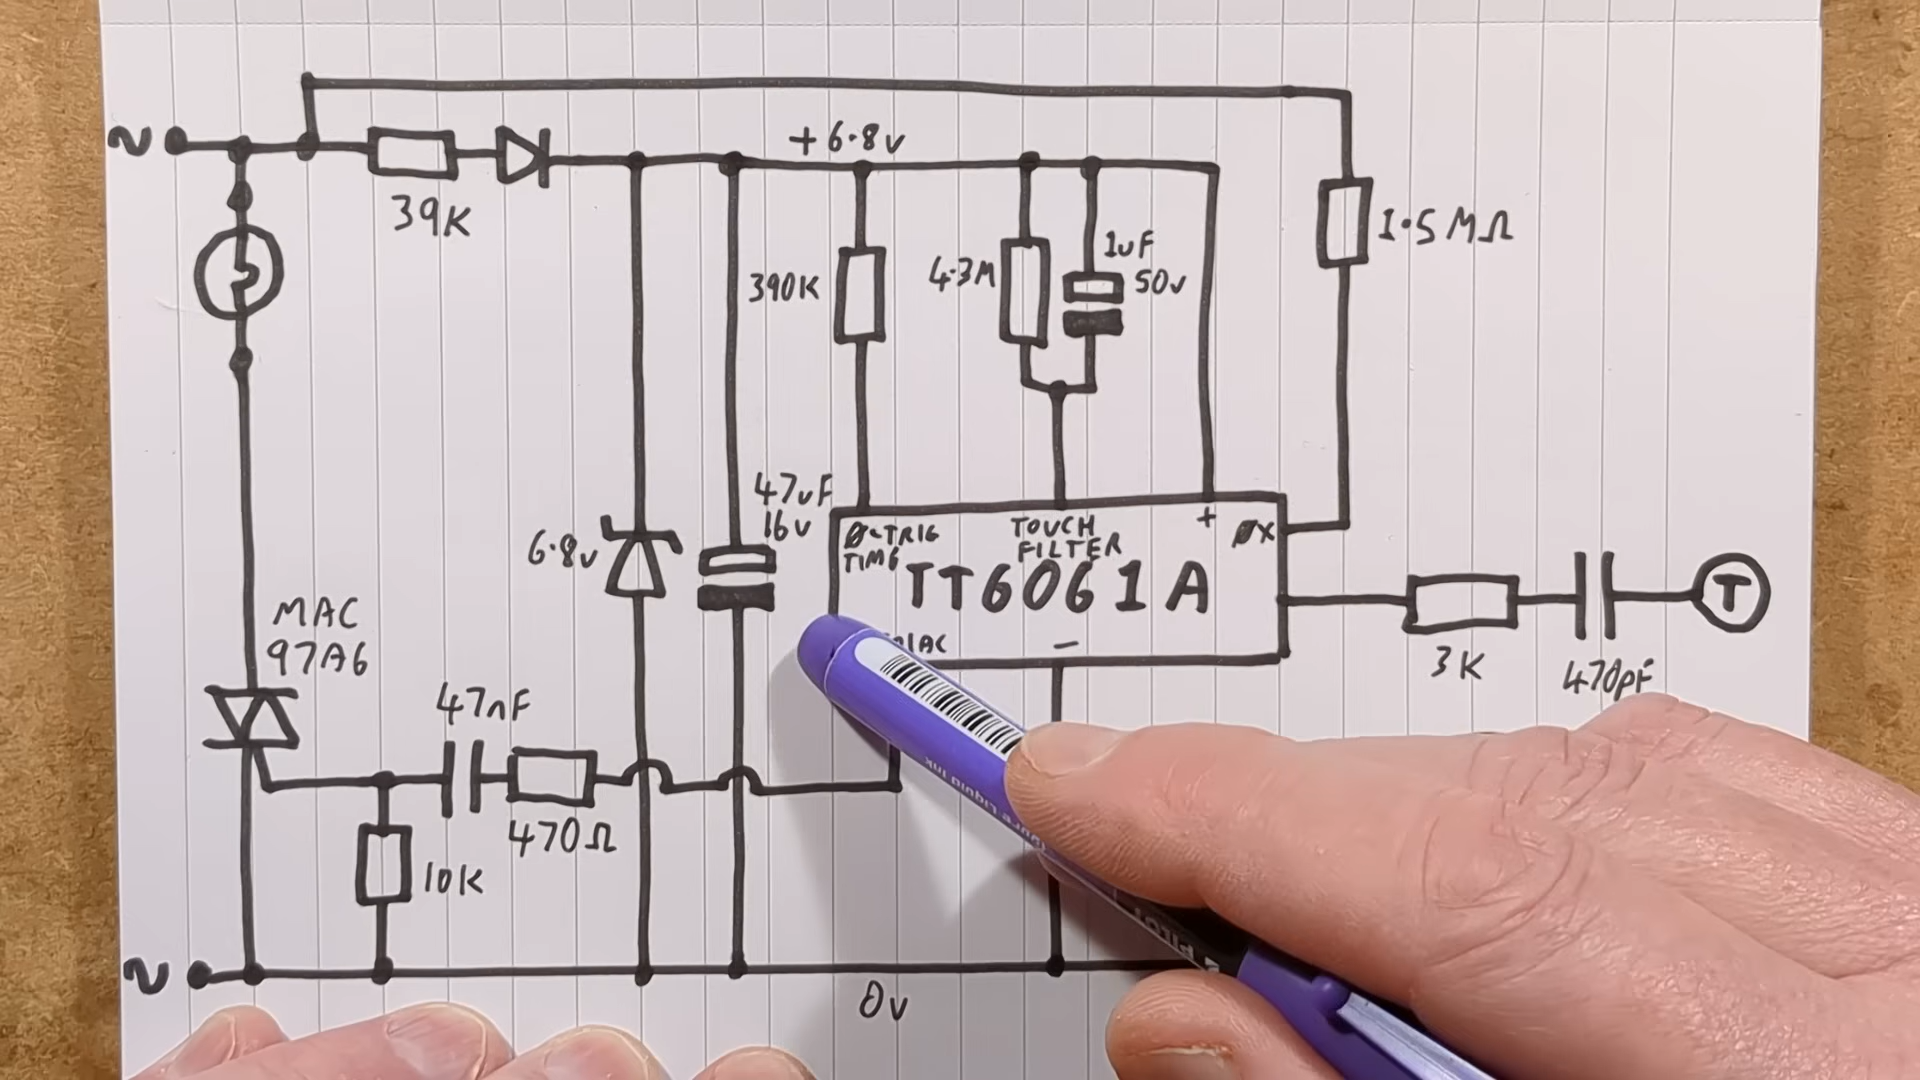 ~
+6.8v
39K
1.5MΩ
390K
4.3M
1uF
50v
47uF
16v
6.8v
Ø-TRIG
TIMG
TOUCH
FILTER
+
ØX
TT6061A
−
MAC
97A6
47nF
470Ω
10K
3K
470pF
T
~
0v